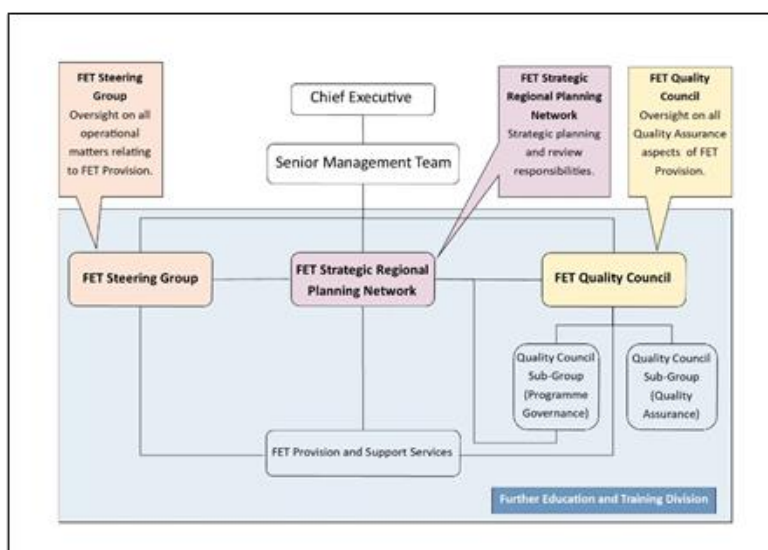 FET Steering
Group
Oversight on all
operational
matters relating
to FET Provision.
Chief Executive
Senior Management Team
FET Strategic
Regional Planning
Network
Strategic planning
and review
responsibilities.
FET Quality
Council
Oversight on all
Quality Assurance
aspects of FET
Provision.
FET Steering Group
FET Strategic Regional
Planning Network
FET Quality Council
Quality Council
Sub-Group
(Programme
Governance)
Quality Council
Sub-Group
(Quality
Assurance)
FET Provision and Support Services
Further Education and Training Division